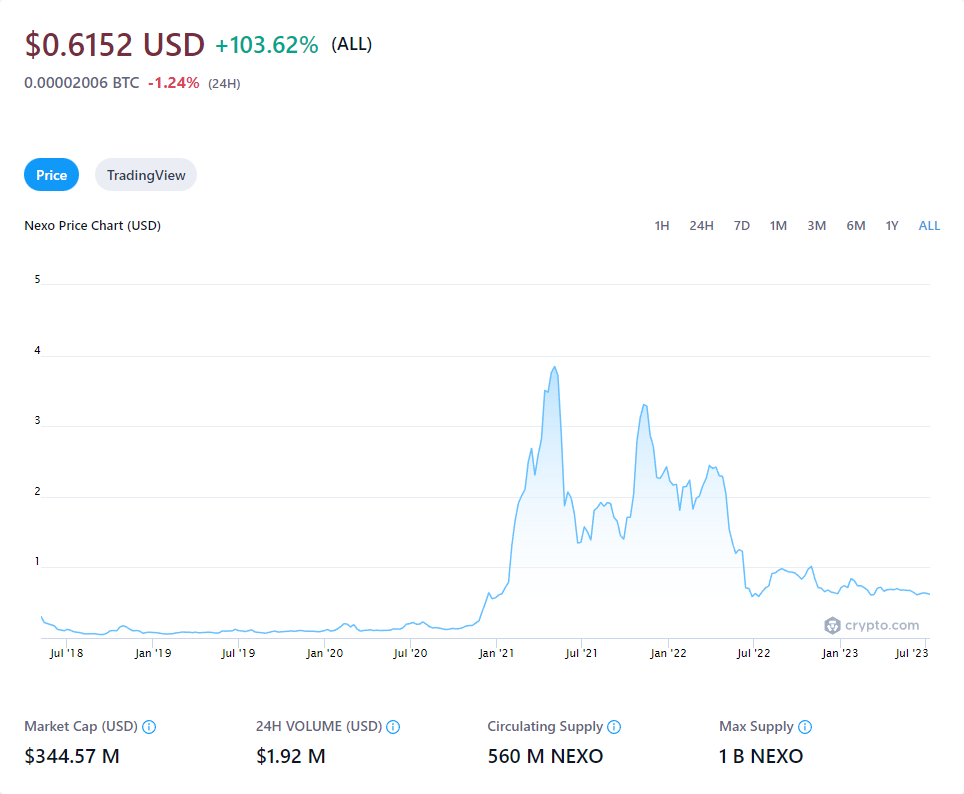 $0.6152 USD +103.62% (ALL)
0.00002006 BTC -1.24% (24H)
Price TradingView
Nexo Price Chart (USD) 1H 24H 7D 1M 3M 6M 1Y ALL
5
4
3
2
1
crypto.com
Jul '18 Jan '19 Jul '19 Jan '20 Jul '20 Jan '21 Jul '21 Jan '22 Jul '22 Jan '23 Jul '23
Market Cap (USD) 24H VOLUME (USD) Circulating Supply Max Supply
$344.57 M $1.92 M 560 M NEXO 1 B NEXO